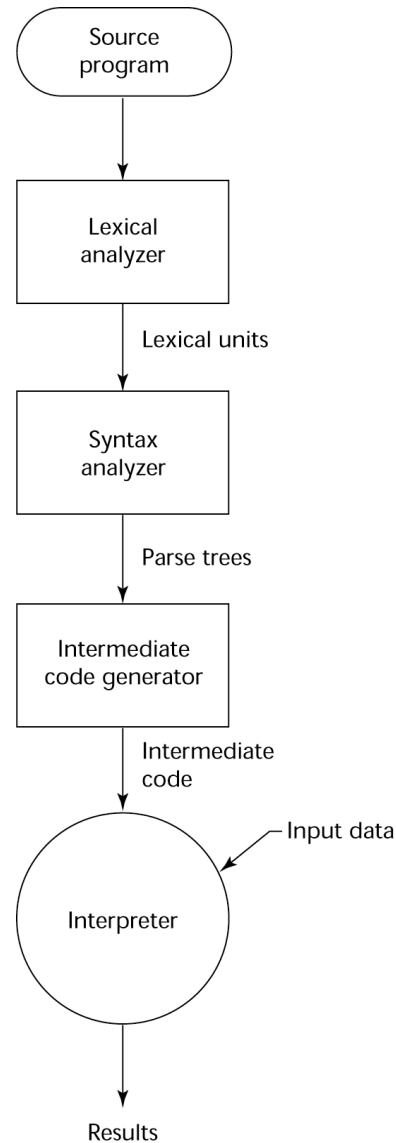 Source
program
Lexical
analyzer
Lexical units
Syntax
analyzer
Parse trees
Intermediate
code generator
Intermediate
code
Input data
Interpreter
Results